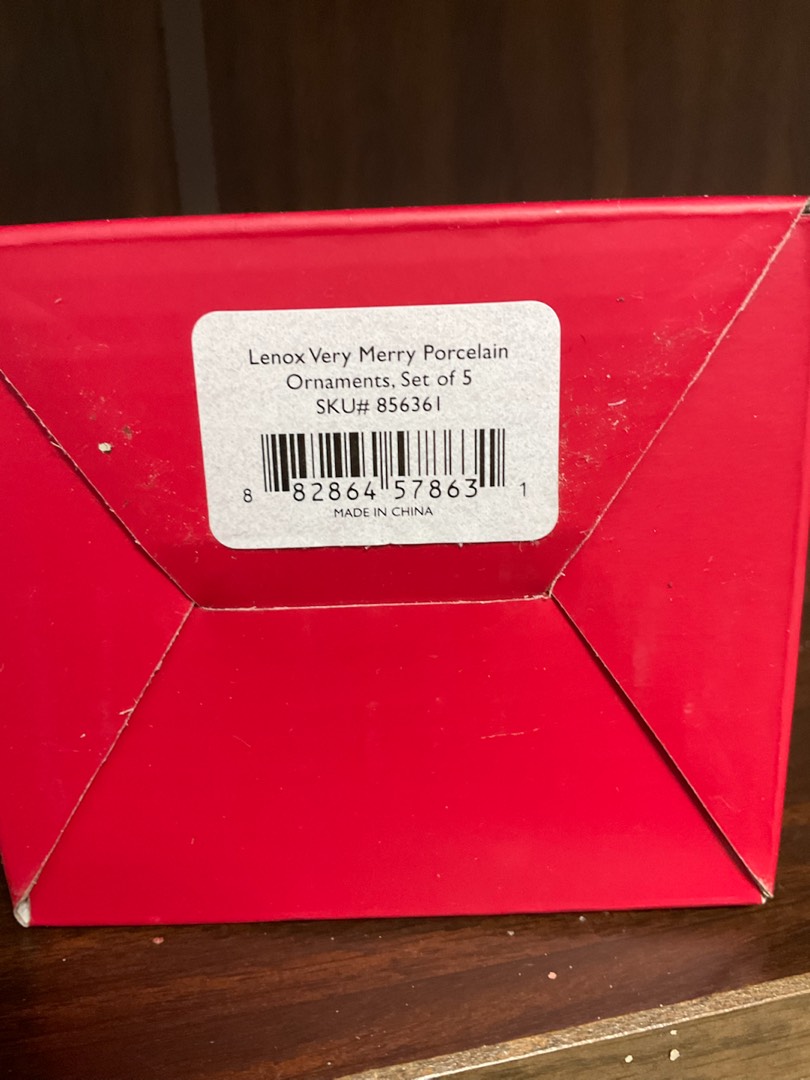 Lenox Very Merry Porcelain
Ornaments, Set of 5
SKU# 856361
8 82864 57863 1
MADE IN CHINA